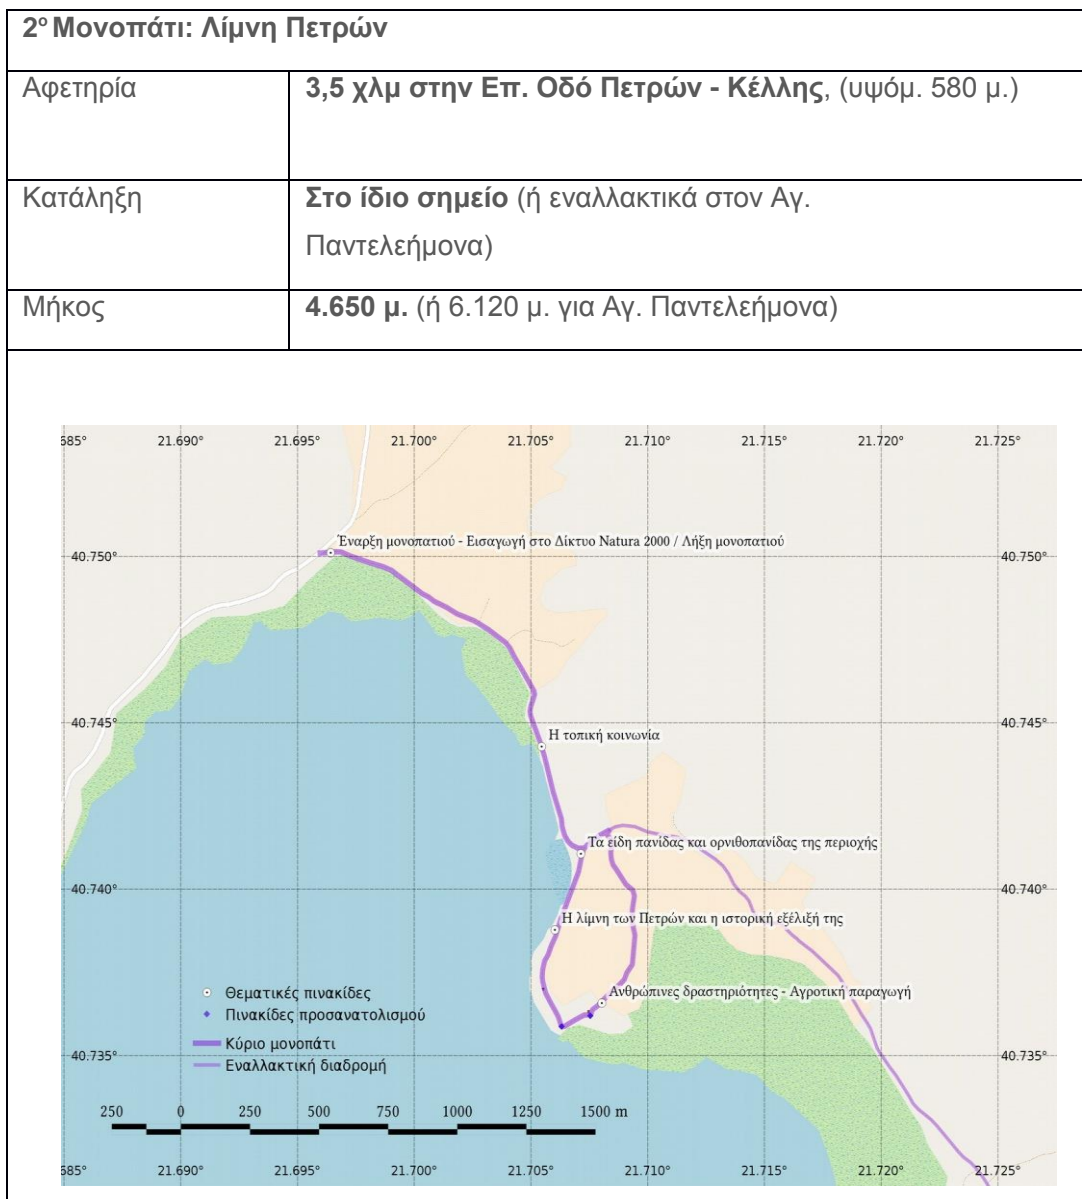 2ο Μονοπάτι: Λίμνη Πετρών
Αφετηρία
3,5 χλμ στην Επ. Οδό Πετρών - Κέλλης, (υψόμ. 580 μ.)
Κατάληξη
Στο ίδιο σημείο (ή εναλλακτικά στον Αγ.
Παντελεήμονα)
Μήκος
4.650 μ. (ή 6.120 μ. για Αγ. Παντελεήμονα)
685° 21.690° 21.695° 21.700° 21.705° 21.710° 21.715° 21.720° 21.725°
Έναρξη μονοπατιού - Εισαγωγή στο Δίκτυο Natura 2000 / Λήξη μονοπατιού
40.750° 40.750°
40.745° 40.745°
Η τοπική κοινωνία
Τα είδη πανίδας και ορνιθοπανίδας της περιοχής
40.740° 40.740°
Η λίμνη των Πετρών και η ιστορική εξέλιξή της
Ανθρώπινες δραστηριότητες - Αγροτική παραγωγή
Θεματικές πινακίδες
Πινακίδες προσανατολισμού
Κύριο μονοπάτι
40.735° 40.735°
Εναλλακτική διαδρομή
250 0 250 500 750 1000 1250 1500 m
685° 21.690° 21.695° 21.700° 21.705° 21.710° 21.715° 21.720° 21.725°